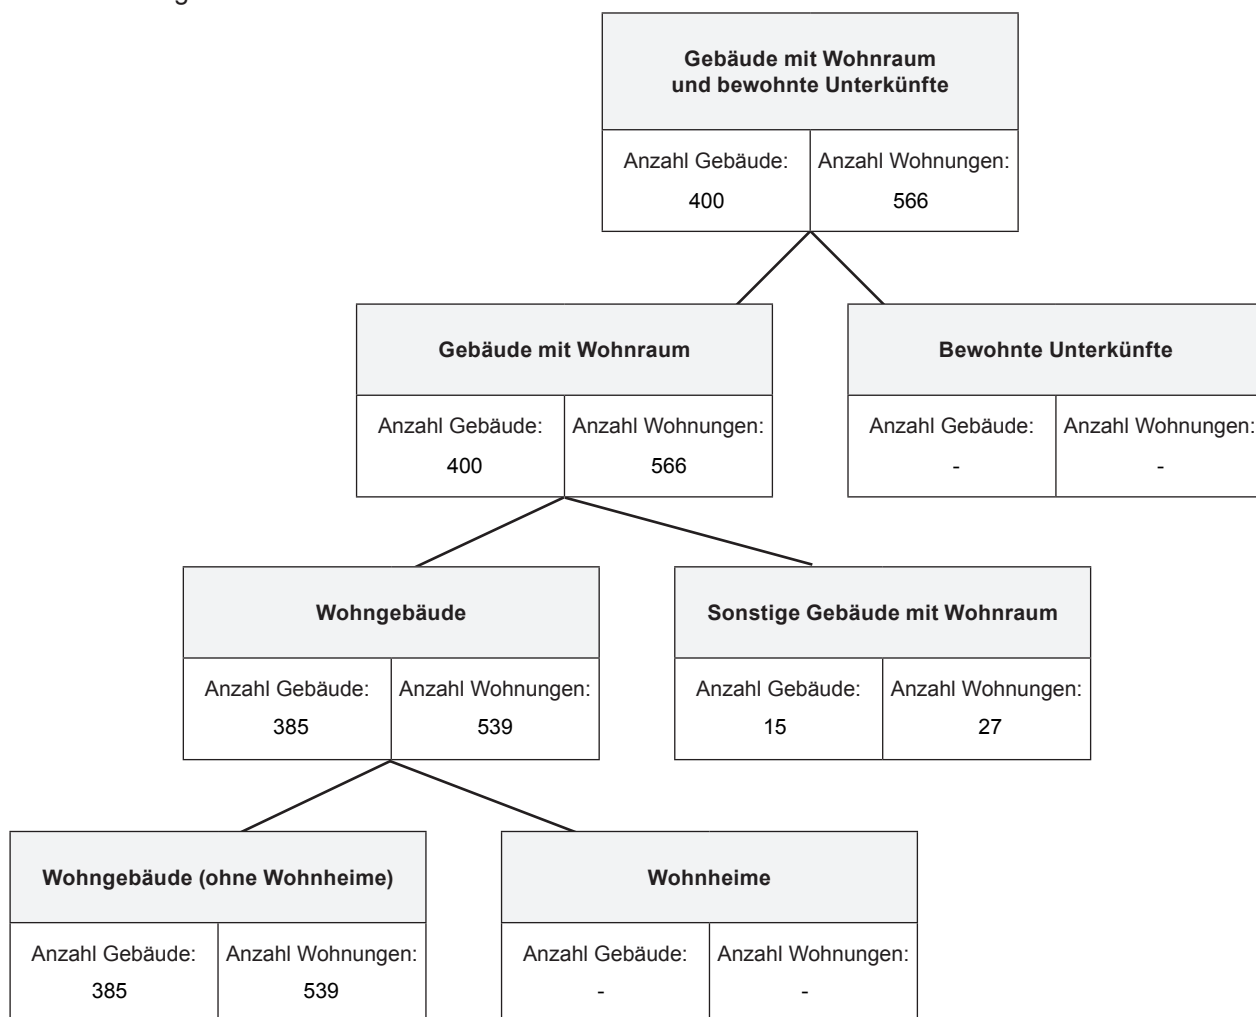 Gebäude mit Wohnraum
und bewohnte Unterkünfte
Anzahl Gebäude: Anzahl Wohnungen:
400 566
Gebäude mit Wohnraum Bewohnte Unterkünfte
Anzahl Gebäude: Anzahl Wohnungen: Anzahl Gebäude: Anzahl Wohnungen:
400 566 - -
Wohngebäude Sonstige Gebäude mit Wohnraum
Anzahl Gebäude: Anzahl Wohnungen: Anzahl Gebäude: Anzahl Wohnungen:
385 539 15 27
Wohngebäude (ohne Wohnheime) Wohnheime
Anzahl Gebäude: Anzahl Wohnungen: Anzahl Gebäude: Anzahl Wohnungen:
385 539 - -